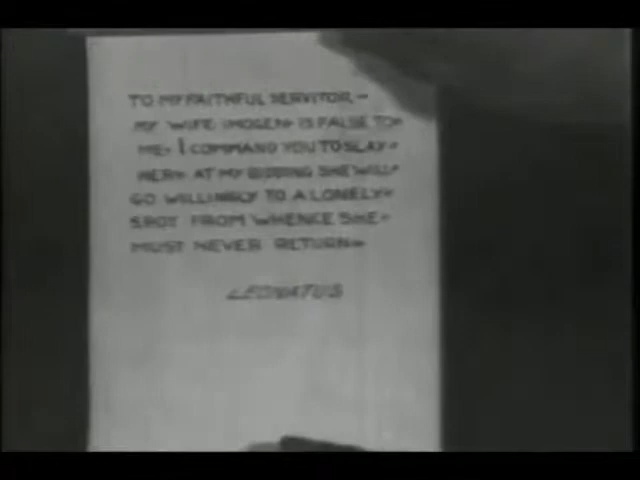 TO MY FAITHFUL SERVITOR-
MY WIFE IMOGEN IS FALSE TO
ME. I COMMAND YOU TO SLAY
HER. AT MY BIDDING SHE WILL
GO WILLINGLY TO A LONELY
SPOT FROM WHENCE SHE
MUST NEVER RETURN
LEONATUS